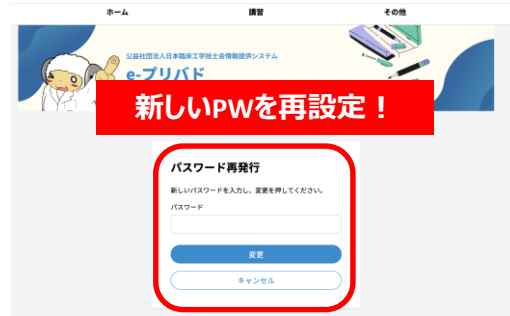 ホーム 講習 その他
公益社団法人日本臨床工学技士会情報提供システム
e-プリバド
新しいPWを再設定！
パスワード再発行
新しいパスワードを入力し、変更を押してください。
パスワード
変更
キャンセル